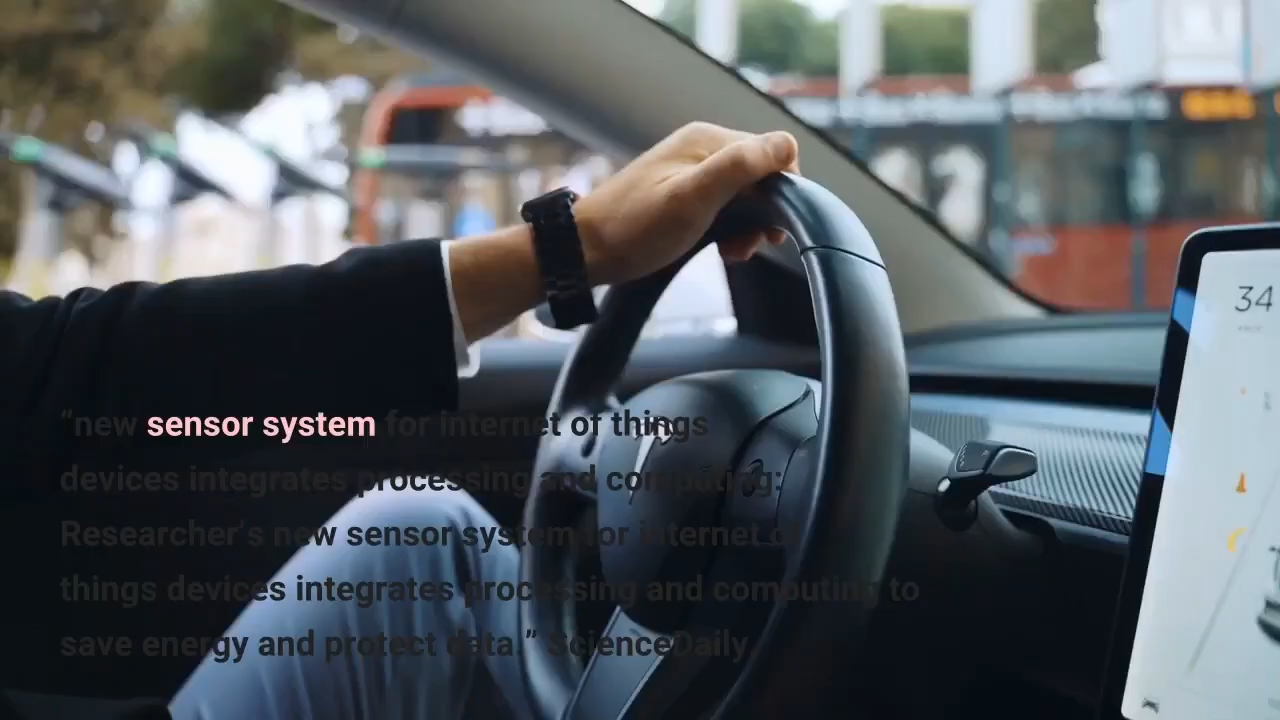 “new sensor system for internet of things
devices integrates processing and computing:
Researcher's new sensor system for internet of
things devices integrates processing and computing to
save energy and protect data.” ScienceDaily
34